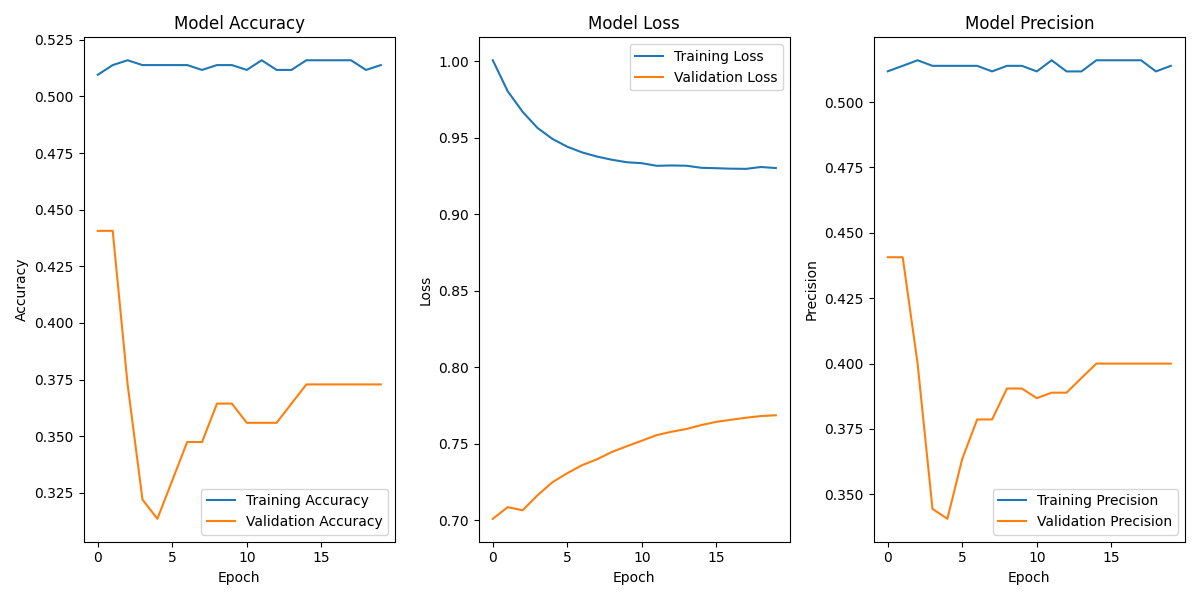 Model Accuracy
0.525
0.500
0.475
0.450
0.425
0.400
0.375
0.350
0.325
Accuracy
0
5
10
15
Epoch
Training Accuracy
Validation Accuracy
Model Loss
1.00
0.95
0.90
0.85
0.80
0.75
0.70
Loss
0
5
10
15
Epoch
Training Loss
Validation Loss
Model Precision
0.500
0.475
0.450
0.425
0.400
0.375
0.350
Precision
0
5
10
15
Epoch
Training Precision
Validation Precision